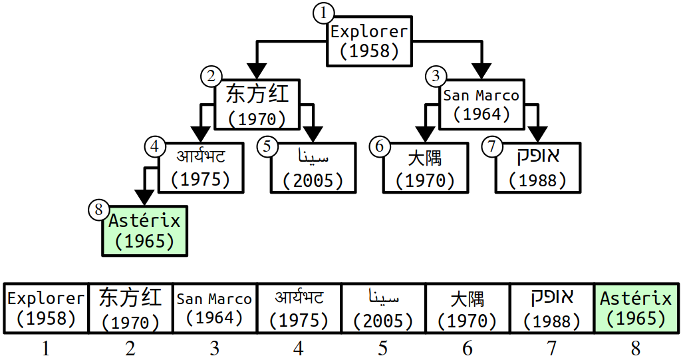 1
Explorer
(1958)
2
东方红
(1970)
3
San Marco
(1964)
4
आर्यभट
(1975)
5
سينا
(2005)
6
大隅
(1970)
7
אופק
(1988)
8
Astérix
(1965)
Explorer 东方红 San Marco आर्यभट سينا 大隅 אופק Astérix
(1958) (1970) (1964) (1975) (2005) (1970) (1988) (1965)
1 2 3 4 5 6 7 8